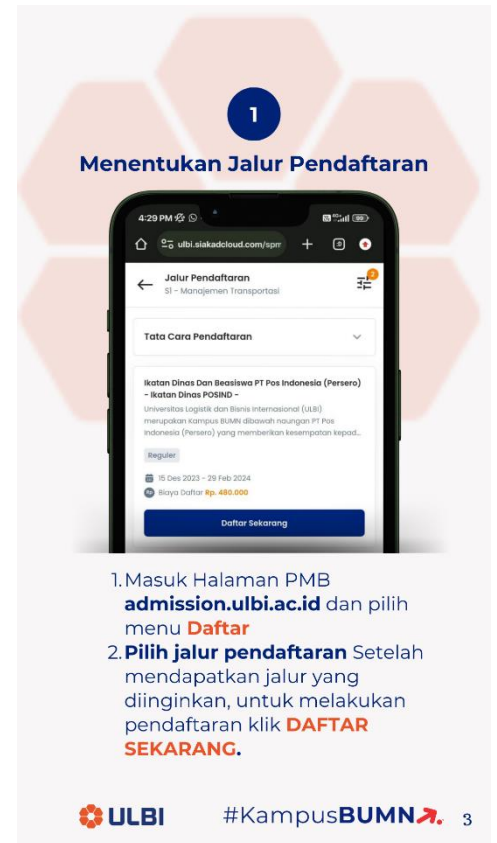 1
Menentukan Jalur Pendaftaran
4:29 PM
ulbi.siakadcloud.com/spm
Jalur Pendaftaran
S1 - Manajemen Transportasi
2
Tata Cara Pendaftaran
Ikatan Dinas Dan Beasiswa PT Pos Indonesia (Persero)
- Ikatan Dinas POSIND -
Universitas Logistik dan Bisnis Internasional (ULBI)
merupakan Kampus BUMN dibawah naungan PT Pos
Indonesia (Persero) yang memberikan kesempatan kepad...
Reguler
15 Des 2023 - 29 Feb 2024
Rp Biaya Daftar Rp. 480.000
Daftar Sekarang
1. Masuk Halaman PMB
admission.ulbi.ac.id dan pilih
menu Daftar
2. Pilih jalur pendaftaran Setelah
mendapatkan jalur yang
diinginkan, untuk melakukan
pendaftaran klik DAFTAR
SEKARANG.
ULBI #KampusBUMN 3